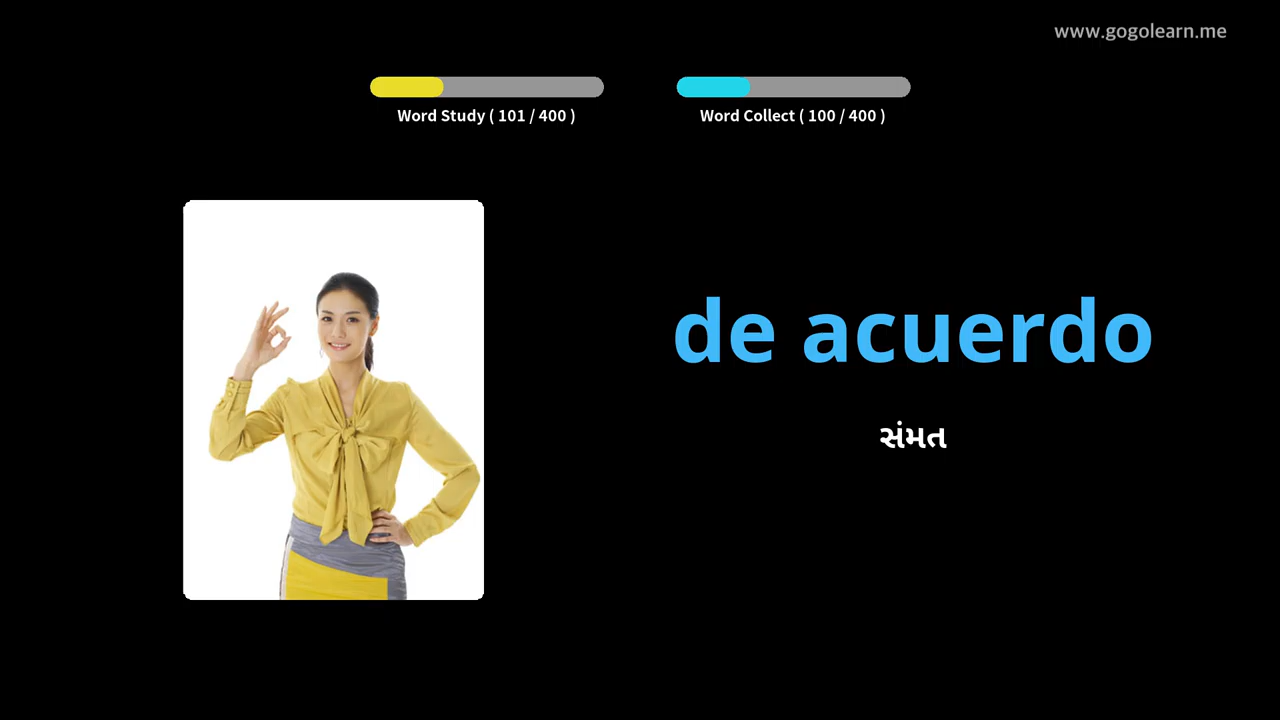 www.gogolearn.me
Word Study ( 101 / 400 )
Word Collect ( 100 / 400 )
de acuerdo
સંમત